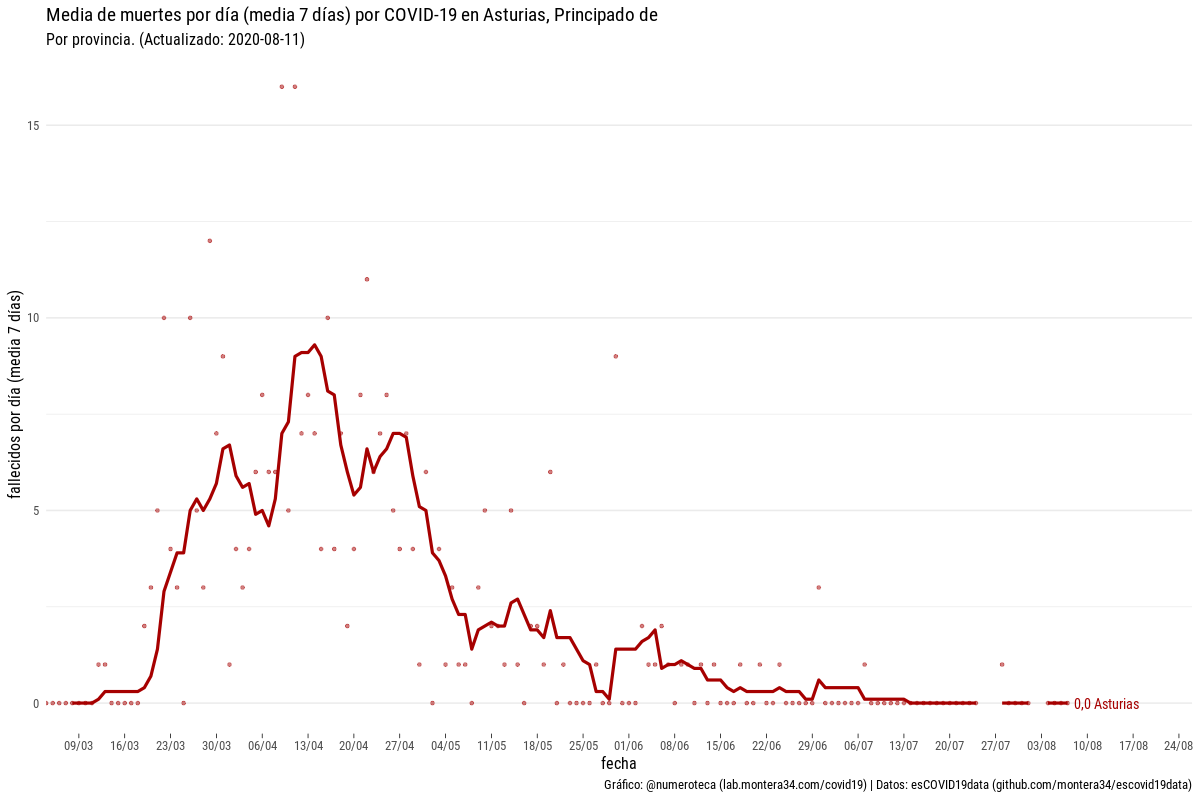 Media de muertes por día (media 7 días) por COVID-19 en Asturias, Principado de
Por provincia. (Actualizado: 2020-08-11)
fallecidos por día (media 7 días)
15
10
5
0
0,0 Asturias
09/03 16/03 23/03 30/03 06/04 13/04 20/04 27/04 04/05 11/05 18/05 25/05 01/06 08/06 15/06 22/06 29/06 06/07 13/07 20/07 27/07 03/08 10/08 17/08 24/08
fecha
Gráfico: @numeroteca (lab.montera34.com/covid19) | Datos: esCOVID19data (github.com/montera34/escovid19data)